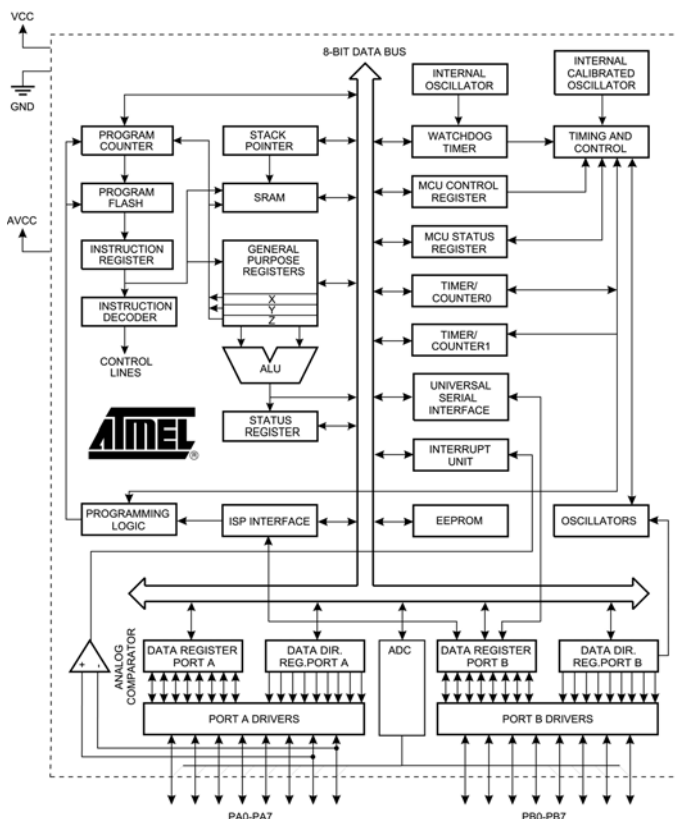 VCC
GND
AVCC
8-BIT DATA BUS
INTERNAL
OSCILLATOR
INTERNAL
CALIBRATED
OSCILLATOR
PROGRAM
COUNTER
STACK
POINTER
WATCHDOG
TIMER
TIMING AND
CONTROL
PROGRAM
FLASH
SRAM
MCU CONTROL
REGISTER
INSTRUCTION
REGISTER
GENERAL
PURPOSE
REGISTERS
X
Y
Z
MCU STATUS
REGISTER
INSTRUCTION
DECODER
TIMER/
COUNTER0
CONTROL
LINES
ALU
TIMER/
COUNTER1
STATUS
REGISTER
UNIVERSAL
SERIAL
INTERFACE
ATMEL
®
INTERRUPT
UNIT
PROGRAMMING
LOGIC
ISP INTERFACE
EEPROM
OSCILLATORS
ANALOG
COMPARATOR
+ -
DATA REGISTER
PORT A
DATA DIR.
REG.PORT A
ADC
DATA REGISTER
PORT B
DATA DIR.
REG.PORT B
PORT A DRIVERS
PORT B DRIVERS
PA0-PA7
PB0-PB7